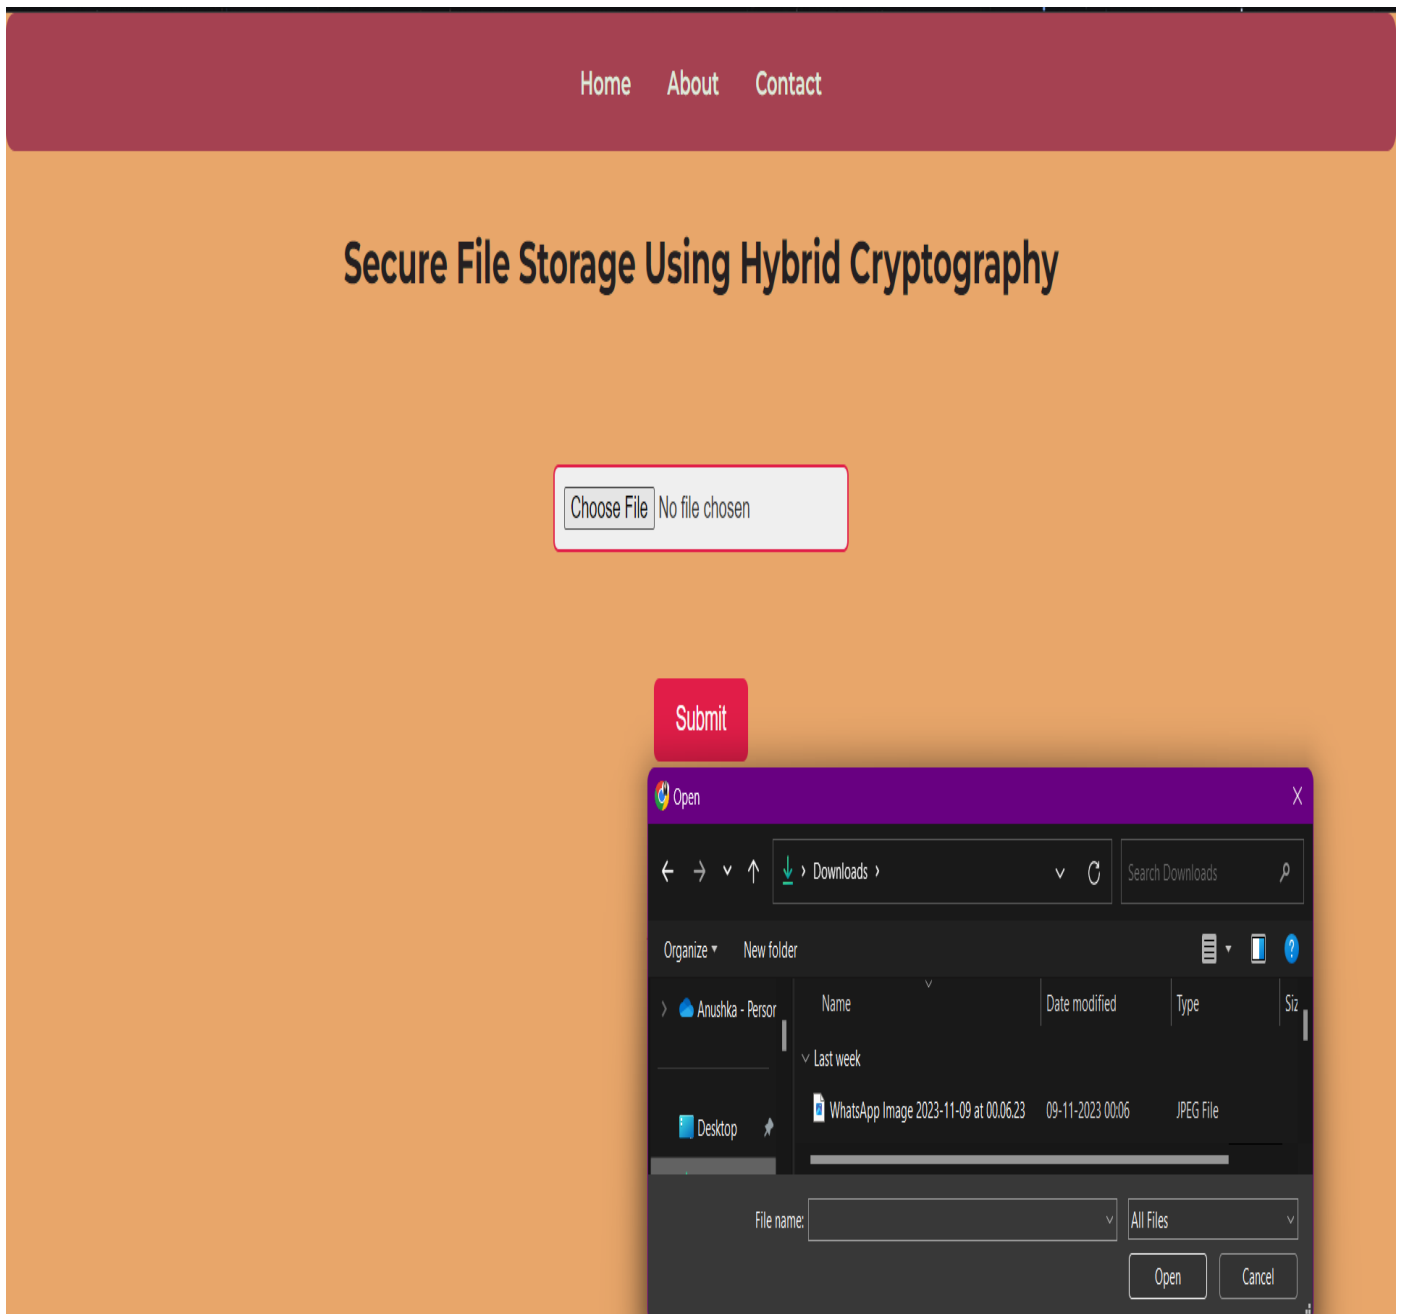 Home About Contact
Secure File Storage Using Hybrid Cryptography
Choose File No file chosen
Submit
Open
Downloads
Search Downloads
Organize New folder
Anushka - Persor
Name Date modified Type Siz
Last week
WhatsApp Image 2023-11-09 at 00.06.23 09-11-2023 00:06 JPEG File
Desktop
File name: All Files
Open Cancel